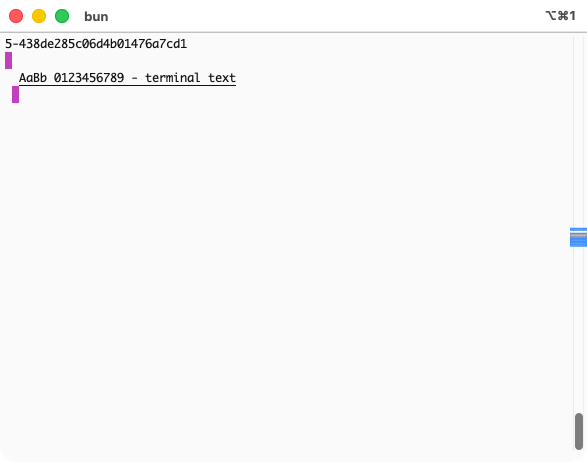 bun
⌥⌘1
5-438de285c06d4b01476a7cd1
AaBb 0123456789 - terminal text